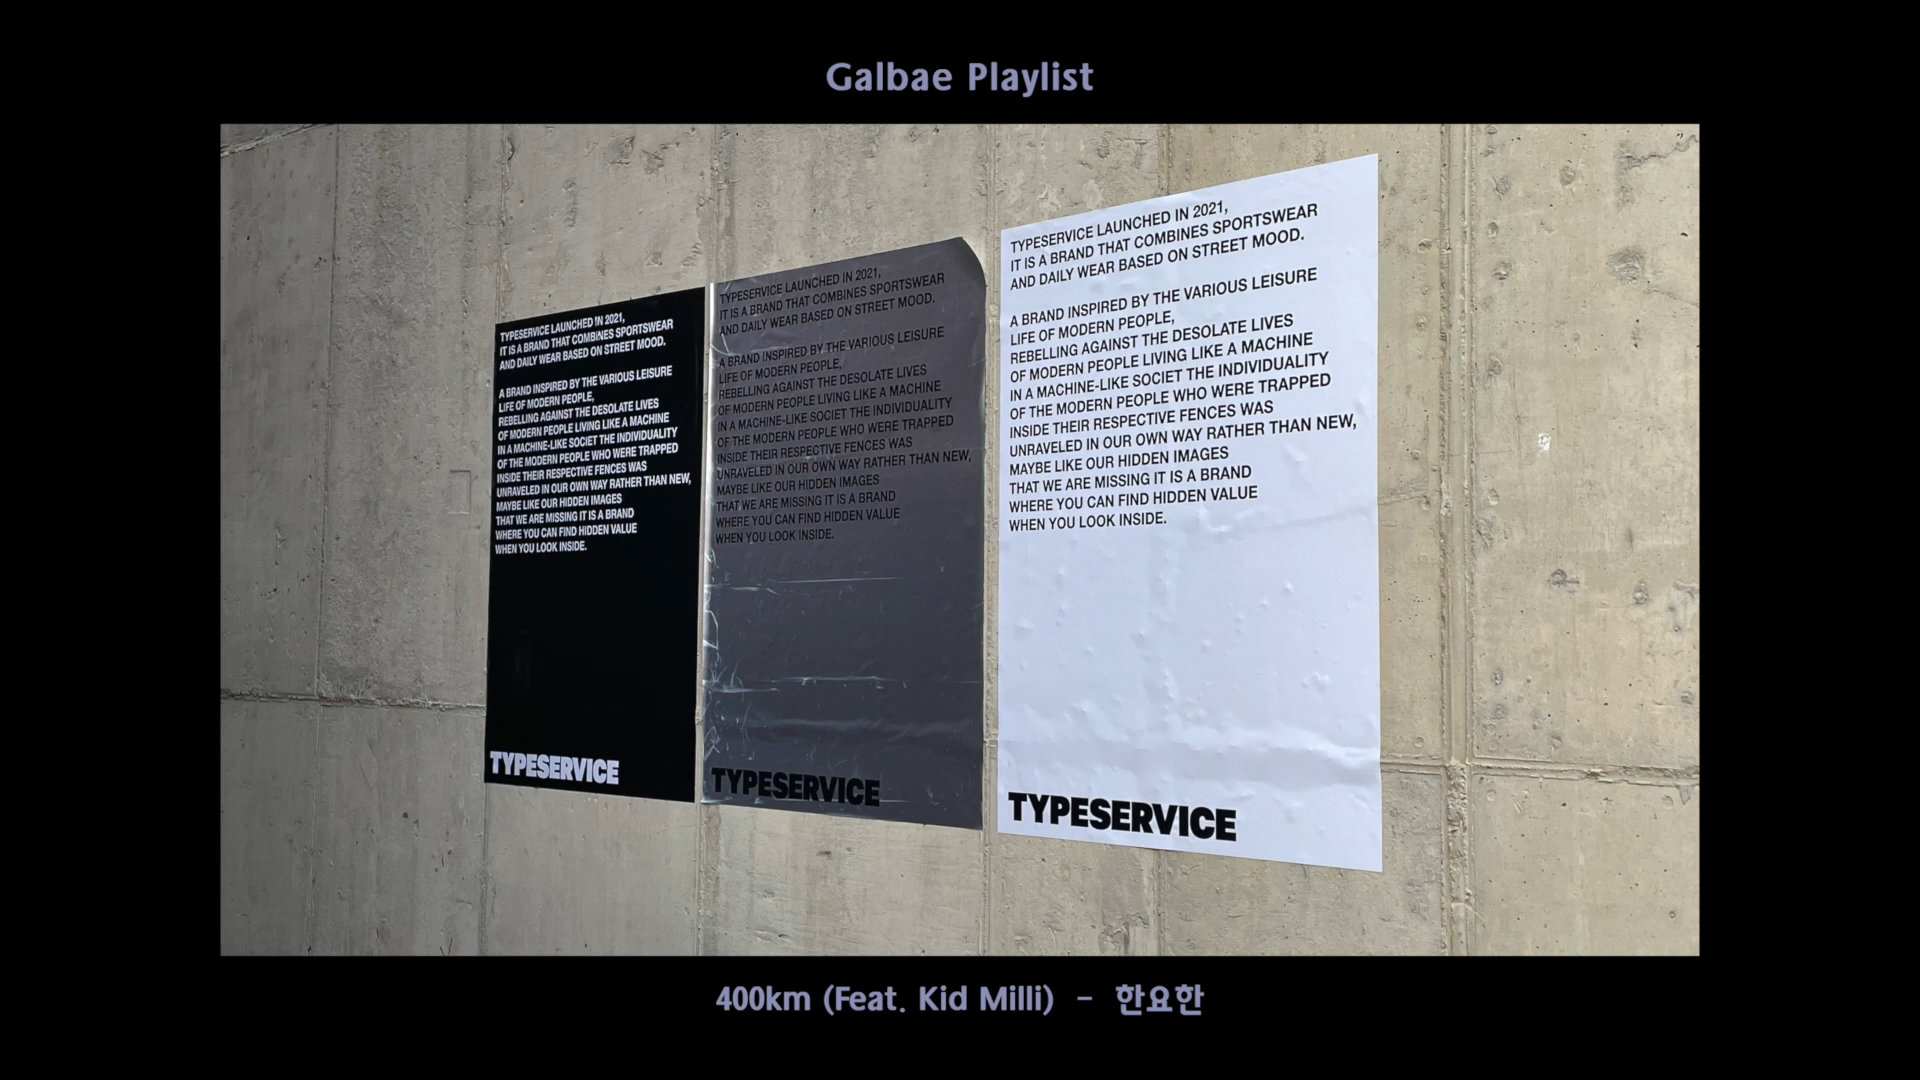 Galbae Playlist
TYPESERVICE LAUNCHED IN 2021,
IT IS A BRAND THAT COMBINES SPORTSWEAR
AND DAILY WEAR BASED ON STREET MOOD.
A BRAND INSPIRED BY THE VARIOUS LEISURE
LIFE OF MODERN PEOPLE,
REBELLING AGAINST THE DESOLATE LIVES
OF MODERN PEOPLE LIVING LIKE A MACHINE
IN A MACHINE-LIKE SOCIET THE INDIVIDUALITY
OF THE MODERN PEOPLE WHO WERE TRAPPED
INSIDE THEIR RESPECTIVE FENCES WAS
UNRAVELED IN OUR OWN WAY RATHER THAN NEW,
MAYBE LIKE OUR HIDDEN IMAGES
THAT WE ARE MISSING IT IS A BRAND
WHERE YOU CAN FIND HIDDEN VALUE
WHEN YOU LOOK INSIDE.
TYPESERVICE
TYPESERVICE LAUNCHED IN 2021,
IT IS A BRAND THAT COMBINES SPORTSWEAR
AND DAILY WEAR BASED ON STREET MOOD.
A BRAND INSPIRED BY THE VARIOUS LEISURE
LIFE OF MODERN PEOPLE,
REBELLING AGAINST THE DESOLATE LIVES
OF MODERN PEOPLE LIVING LIKE A MACHINE
IN A MACHINE-LIKE SOCIET THE INDIVIDUALITY
OF THE MODERN PEOPLE WHO WERE TRAPPED
INSIDE THEIR RESPECTIVE FENCES WAS
UNRAVELED IN OUR OWN WAY RATHER THAN NEW,
MAYBE LIKE OUR HIDDEN IMAGES
THAT WE ARE MISSING IT IS A BRAND
WHERE YOU CAN FIND HIDDEN VALUE
WHEN YOU LOOK INSIDE.
TYPESERVICE
TYPESERVICE LAUNCHED IN 2021,
IT IS A BRAND THAT COMBINES SPORTSWEAR
AND DAILY WEAR BASED ON STREET MOOD.
A BRAND INSPIRED BY THE VARIOUS LEISURE
LIFE OF MODERN PEOPLE,
REBELLING AGAINST THE DESOLATE LIVES
OF MODERN PEOPLE LIVING LIKE A MACHINE
IN A MACHINE-LIKE SOCIET THE INDIVIDUALITY
OF THE MODERN PEOPLE WHO WERE TRAPPED
INSIDE THEIR RESPECTIVE FENCES WAS
UNRAVELED IN OUR OWN WAY RATHER THAN NEW,
MAYBE LIKE OUR HIDDEN IMAGES
THAT WE ARE MISSING IT IS A BRAND
WHERE YOU CAN FIND HIDDEN VALUE
WHEN YOU LOOK INSIDE.
TYPESERVICE
400km (Feat. Kid Milli) - 한요한